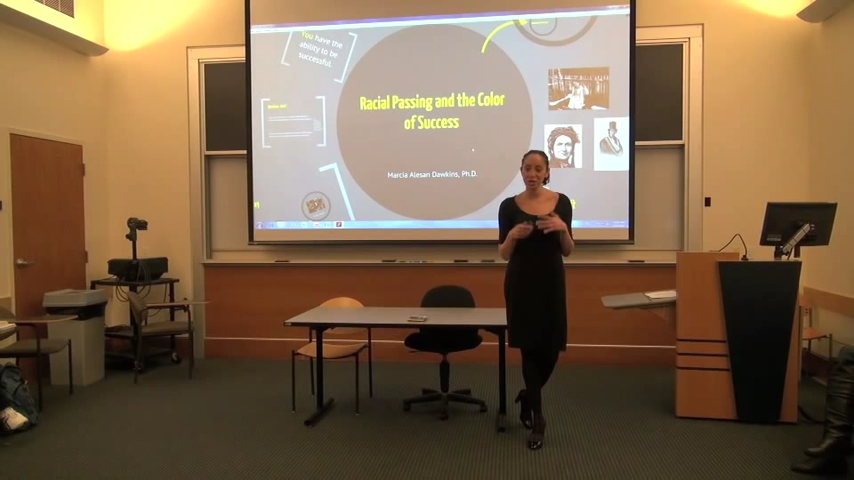 You have the
ability to be
successful.
Racial Passing and the Color
of Success
Marcia Alesan Dawkins, Ph.D.